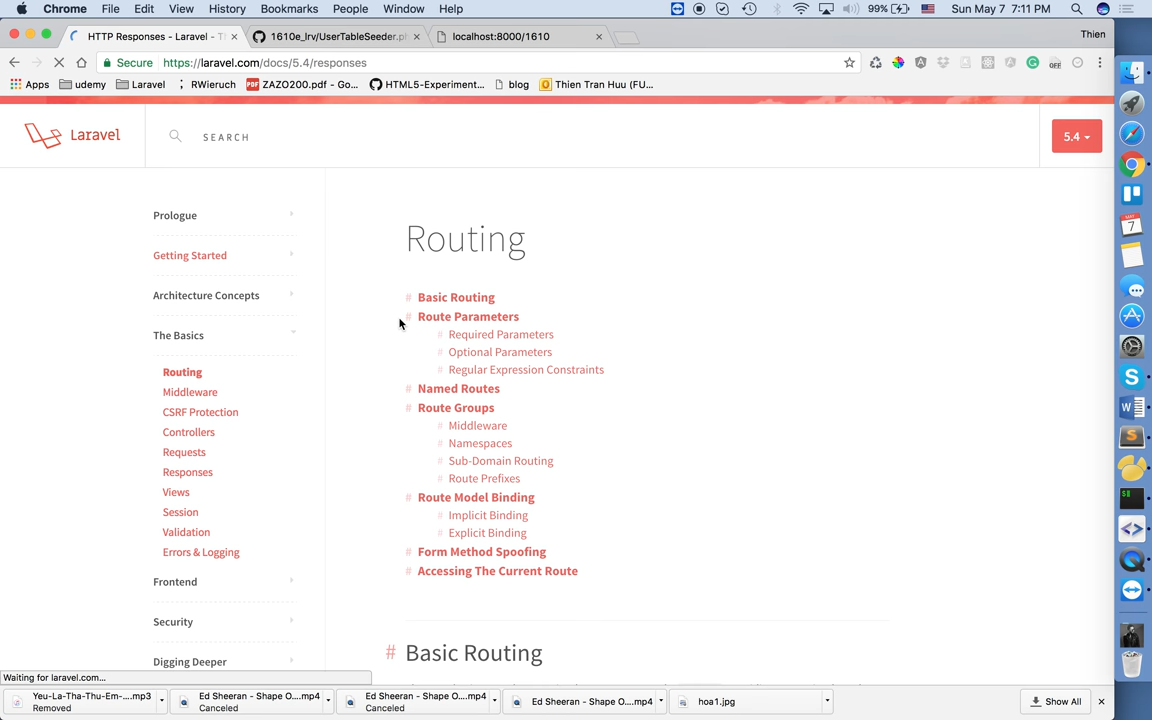 Chrome File Edit View History Bookmarks People Window Help 99% Sun May 7 7:11 PM
HTTP Responses - Laravel - T 1610e_lrv/UserTableSeeder.ph localhost:8000/1610 Thien
Secure https://laravel.com/docs/5.4/responses
Apps udemy Laravel RWieruch ZAZO200.pdf - Go... HTML5-Experiment... blog Thien Tran Huu (FU...
Laravel SEARCH 5.4
Prologue
Getting Started
Architecture Concepts
The Basics
Routing
Middleware
CSRF Protection
Controllers
Requests
Responses
Views
Session
Validation
Errors & Logging
Frontend
Security
Digging Deeper
Routing
# Basic Routing
# Route Parameters
# Required Parameters
# Optional Parameters
# Regular Expression Constraints
# Named Routes
# Route Groups
# Middleware
# Namespaces
# Sub-Domain Routing
# Route Prefixes
# Route Model Binding
# Implicit Binding
# Explicit Binding
# Form Method Spoofing
# Accessing The Current Route
# Basic Routing
Waiting for laravel.com...
Yeu-La-Tha-Thu-Em-....mp3 Ed Sheeran - Shape O....mp4 Ed Sheeran - Shape O....mp4 Ed Sheeran - Shape O....mp4 hoa1.jpg Show All
Removed Canceled Canceled